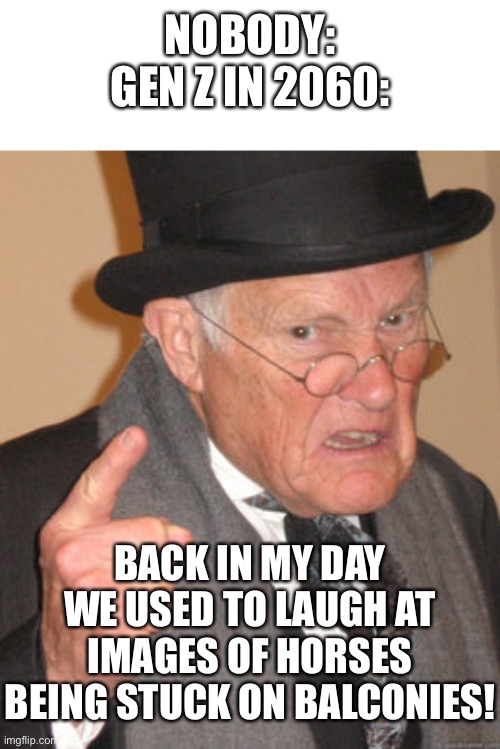 NOBODY:
GEN Z IN 2060:
BACK IN MY DAY
WE USED TO LAUGH AT
IMAGES OF HORSES
BEING STUCK ON BALCONIES!
imgflip.com